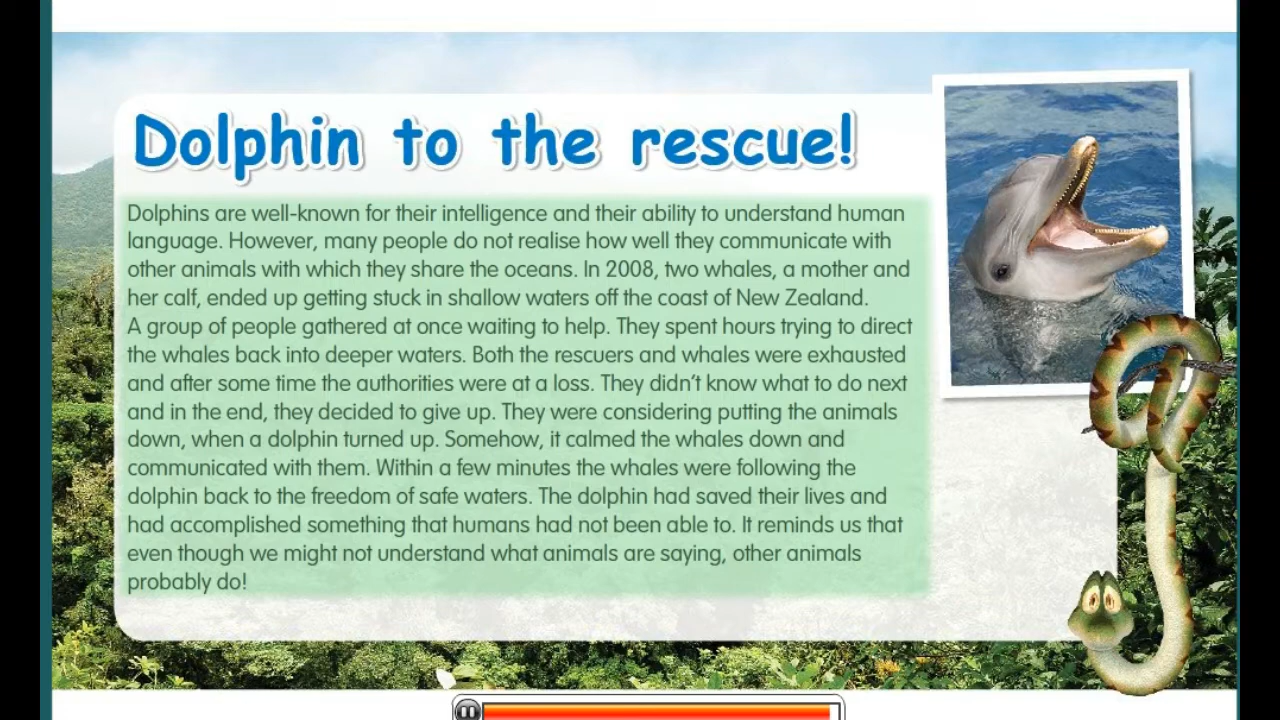 Dolphin to the rescue!
Dolphins are well-known for their intelligence and their ability to understand human
language. However, many people do not realise how well they communicate with
other animals with which they share the oceans. In 2008, two whales, a mother and
her calf, ended up getting stuck in shallow waters off the coast of New Zealand.
A group of people gathered at once waiting to help. They spent hours trying to direct
the whales back into deeper waters. Both the rescuers and whales were exhausted
and after some time the authorities were at a loss. They didn't know what to do next
and in the end, they decided to give up. They were considering putting the animals
down, when a dolphin turned up. Somehow, it calmed the whales down and
communicated with them. Within a few minutes the whales were following the
dolphin back to the freedom of safe waters. The dolphin had saved their lives and
had accomplished something that humans had not been able to. It reminds us that
even though we might not understand what animals are saying, other animals
probably do!